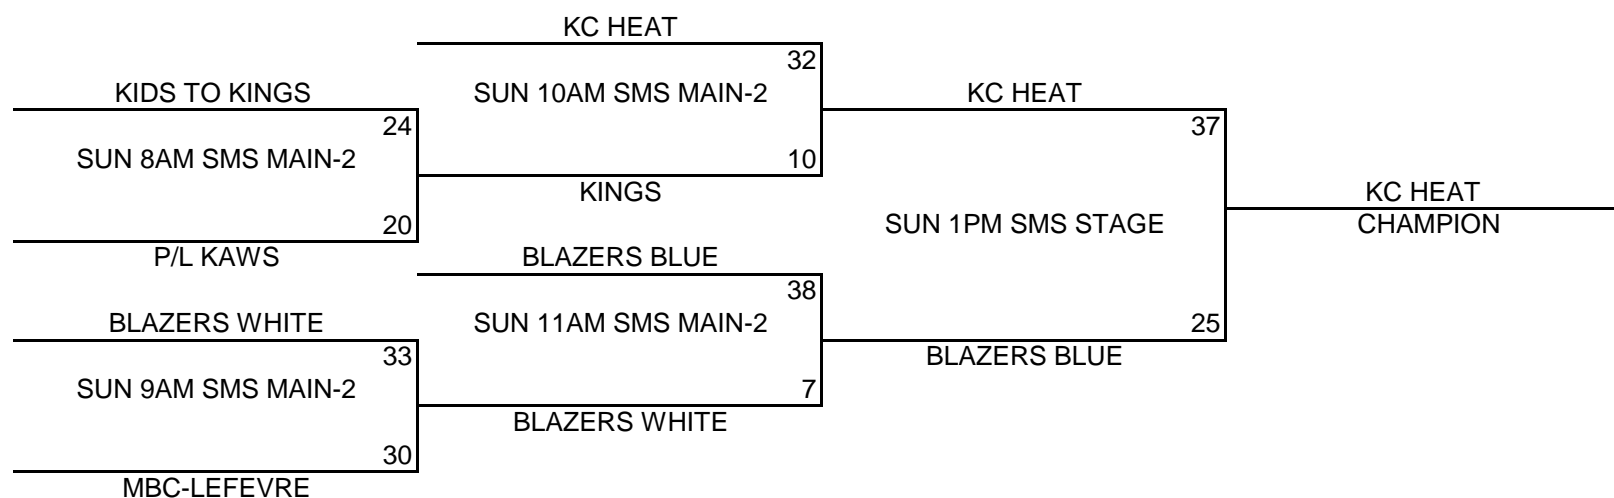 KC HEAT
32
KIDS TO KINGS
SUN 10AM SMS MAIN-2
KC HEAT
24
37
SUN 8AM SMS MAIN-2
10
KINGS
KC HEAT
20
SUN 1PM SMS STAGE
CHAMPION
P/L KAWS
BLAZERS BLUE
38
BLAZERS WHITE
SUN 11AM SMS MAIN-2
25
33
BLAZERS BLUE
SUN 9AM SMS MAIN-2
7
BLAZERS WHITE
30
MBC-LEFEVRE